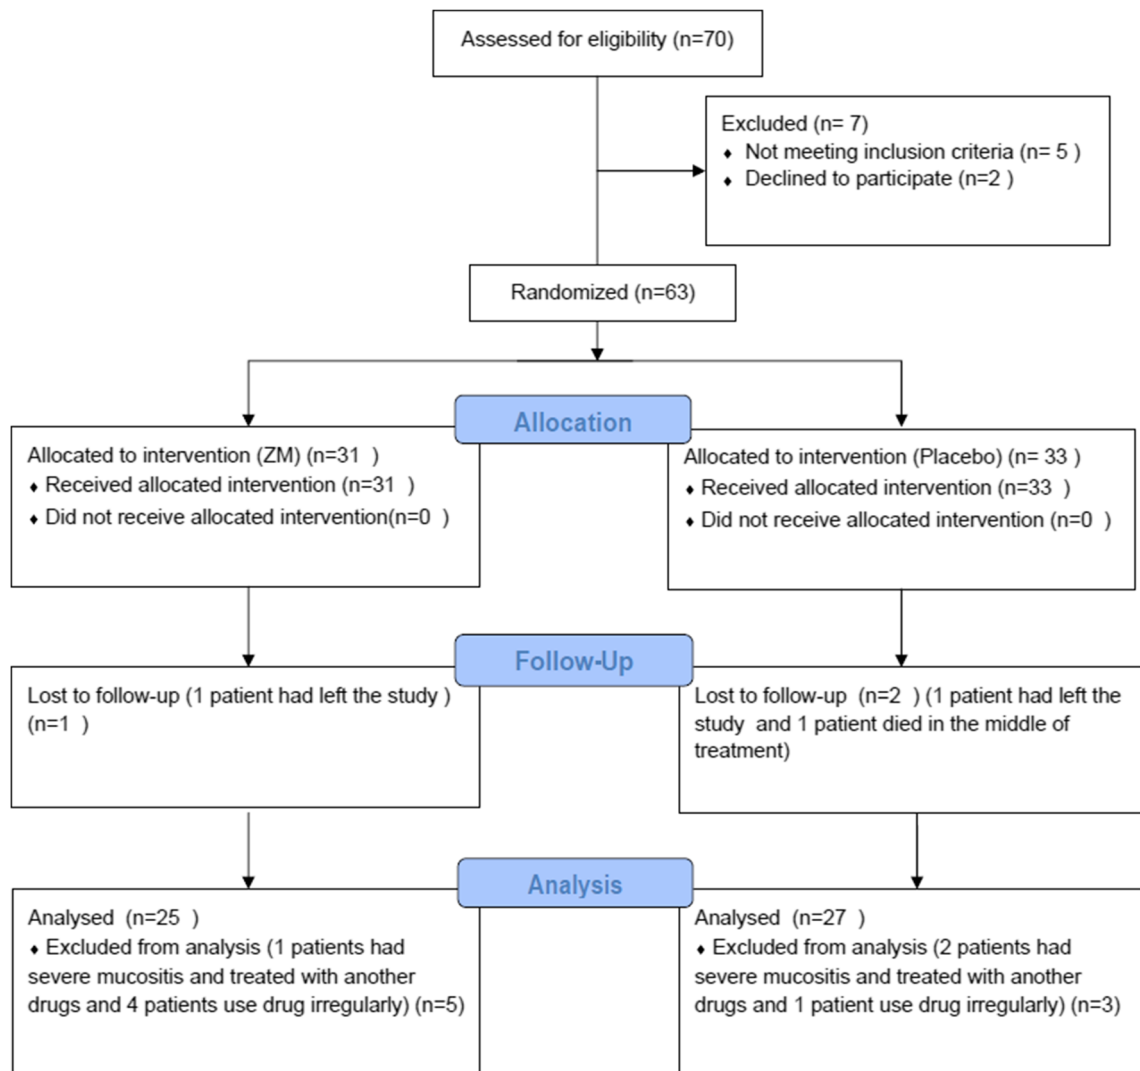 Assessed for eligibility (n=70)
Excluded (n= 7)
♦ Not meeting inclusion criteria (n= 5 )
♦ Declined to participate (n=2 )
Randomized (n=63)
Allocation
Allocated to intervention (ZM) (n=31 )
♦ Received allocated intervention (n=31 )
♦ Did not receive allocated intervention(n=0 )
Allocated to intervention (Placebo) (n= 33 )
♦ Received allocated intervention (n=33 )
♦ Did not receive allocated intervention (n=0 )
Follow-Up
Lost to follow-up (1 patient had left the study )
(n=1 )
Lost to follow-up (n=2 ) (1 patient had left the
study and 1 patient died in the middle of
treatment)
Analysis
Analysed (n=25 )
♦ Excluded from analysis (1 patients had
severe mucositis and treated with another
drugs and 4 patients use drug irregularly) (n=5)
Analysed (n=27 )
♦ Excluded from analysis (2 patients had
severe mucositis and treated with another
drugs and 1 patient use drug irregularly) (n=3)